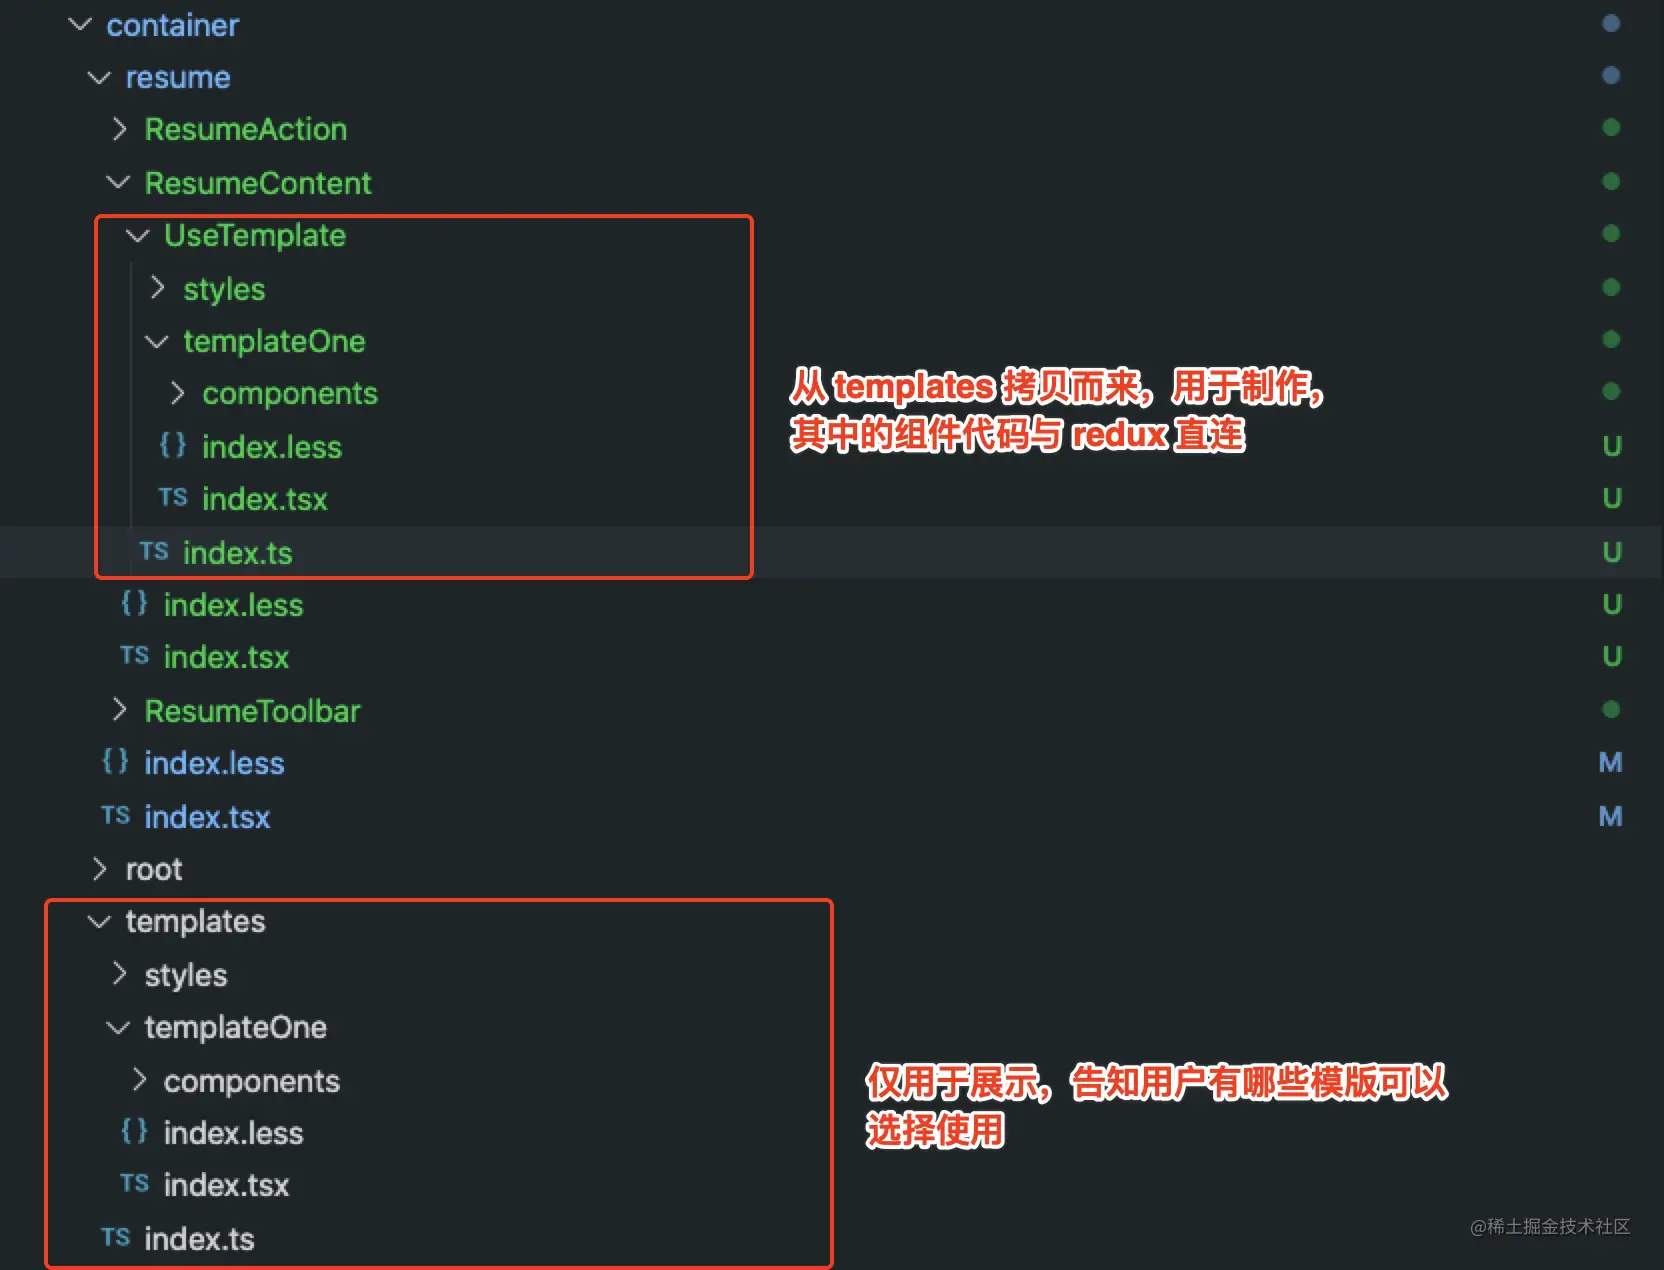 container
resume
ResumeAction
ResumeContent
UseTemplate
styles
templateOne
从 templates 拷贝而来，用于制作，
components
其中的组件代码与 redux 直连
{} index.less U
TS index.tsx U
TS index.ts U
{} index.less U
TS index.tsx U
ResumeToolbar
{} index.less M
TS index.tsx M
root
templates
styles
templateOne
components
仅用于展示，告知用户有哪些模版可以
选择使用
{} index.less
TS index.tsx
TS index.ts
@稀土掘金技术社区